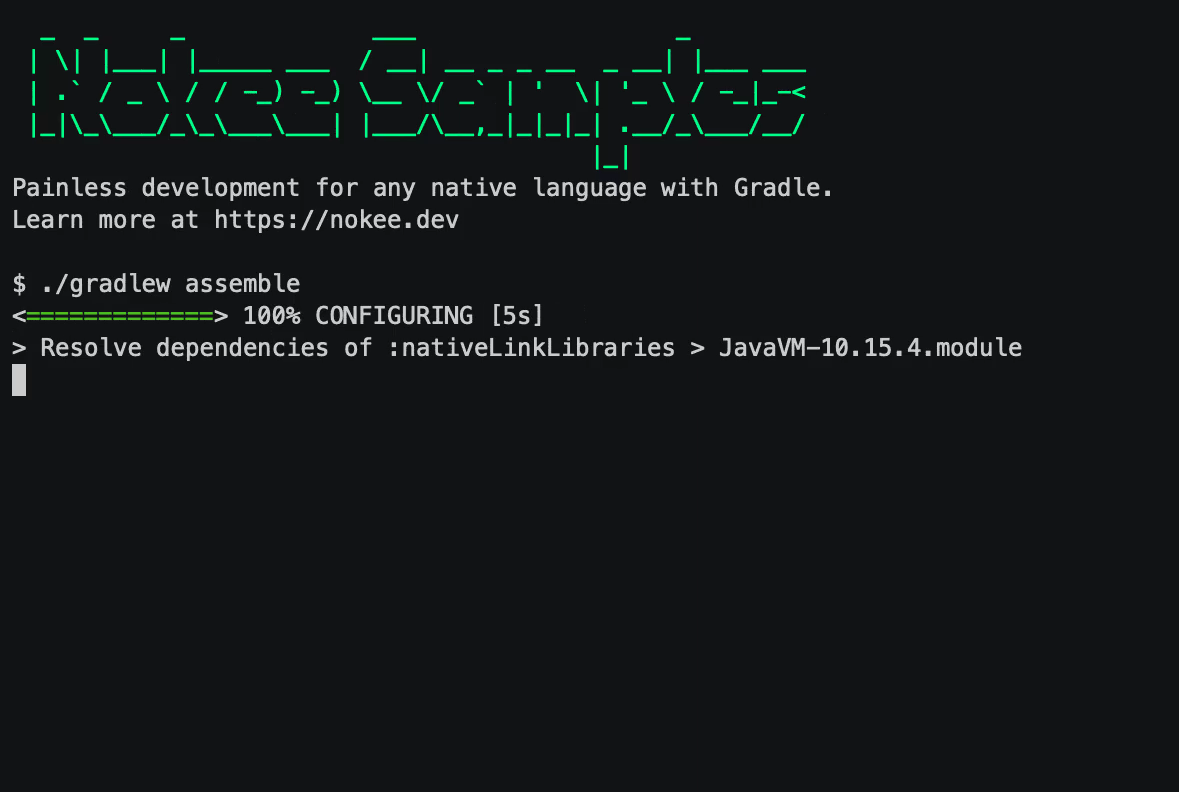 Nokee Samples
Painless development for any native language with Gradle.
Learn more at https://nokee.dev
$ ./gradlew assemble
<=============> 100% CONFIGURING [5s]
> Resolve dependencies of :nativeLinkLibraries > JavaVM-10.15.4.module